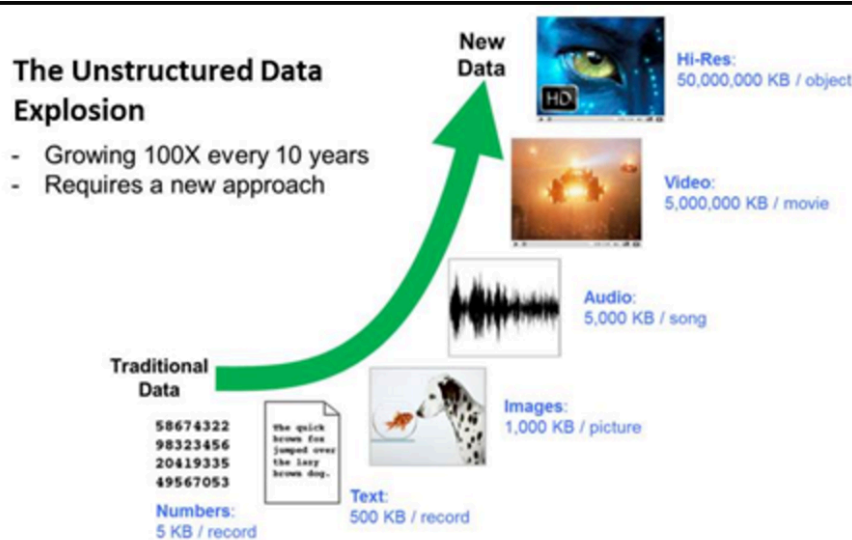 The Unstructured Data
Explosion
- Growing 100X every 10 years
- Requires a new approach
New
Data
HD
Hi-Res:
50,000,000 KB / object
Video:
5,000,000 KB / movie
Audio:
5,000 KB / song
Images:
1,000 KB / picture
Traditional
Data
58674322
98323456
20419335
49567053
Numbers:
5 KB / record
The quick
brown fox
jumped over
the lazy
brown dog.
Text:
500 KB / record